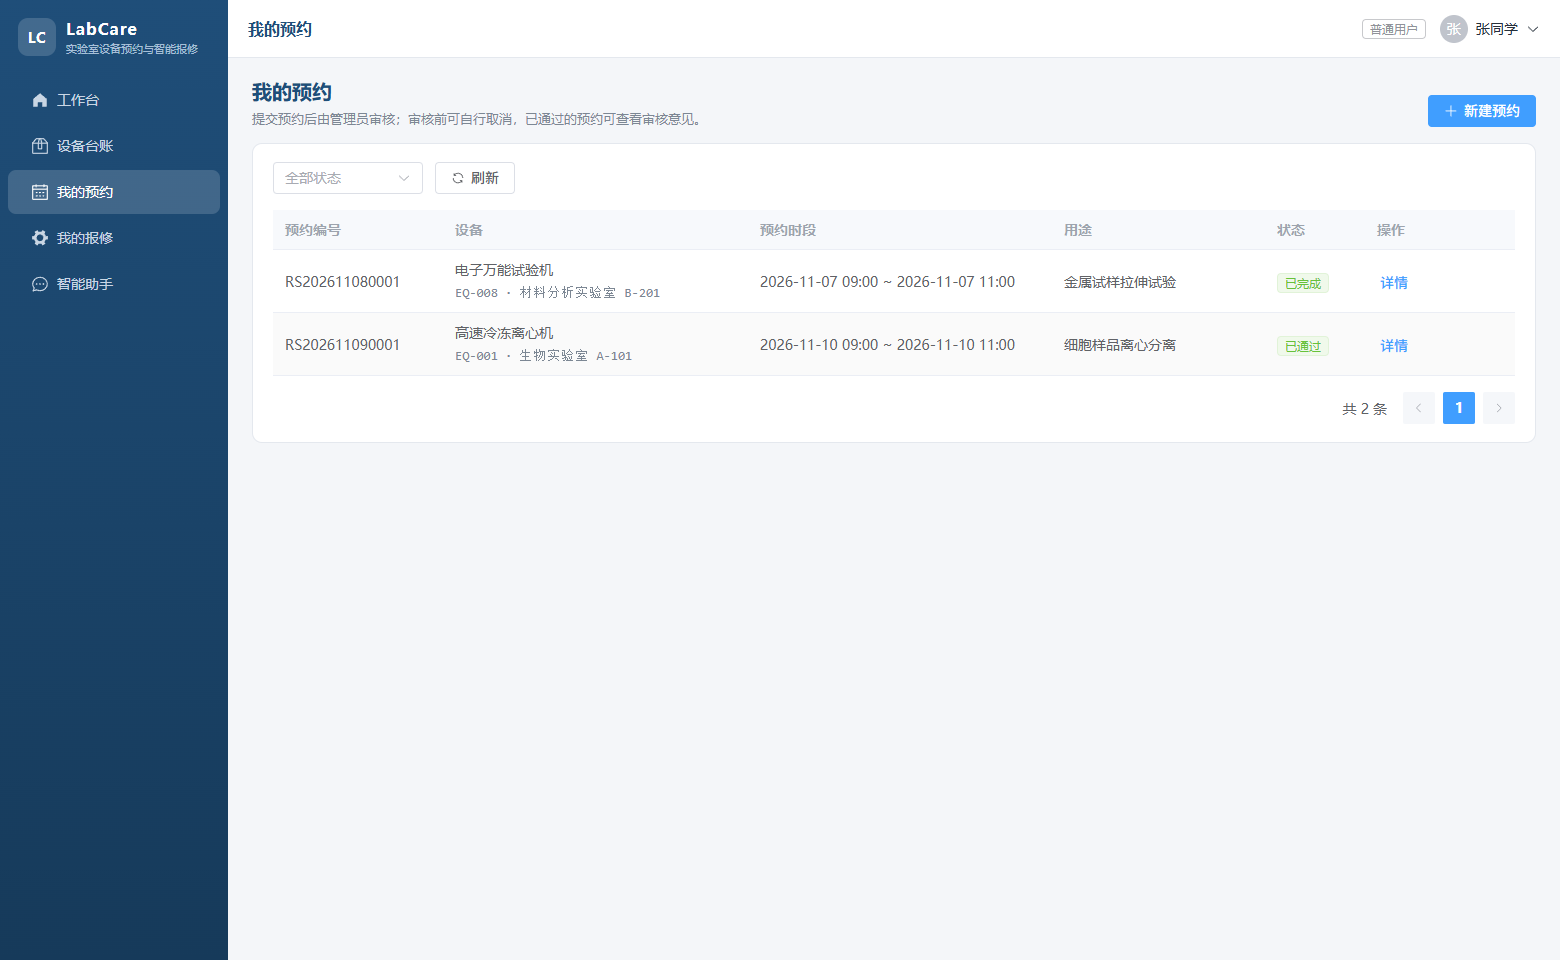 LC
LabCare
实验室设备预约与智能报修
工作台
设备台账
我的预约
我的报修
智能助手
我的预约
普通用户
张
张同学
我的预约
提交预约后由管理员审核；审核前可自行取消，已通过的预约可查看审核意见。
新建预约
全部状态
刷新
预约编号 设备 预约时段 用途 状态 操作
RS202611080001 电子万能试验机 2026-11-07 09:00 ~ 2026-11-07 11:00 金属试样拉伸试验 已完成 详情
EQ-008 · 材料分析实验室 B-201
RS202611090001 高速冷冻离心机 2026-11-10 09:00 ~ 2026-11-10 11:00 细胞样品离心分离 已通过 详情
EQ-001 · 生物实验室 A-101
共 2 条 1